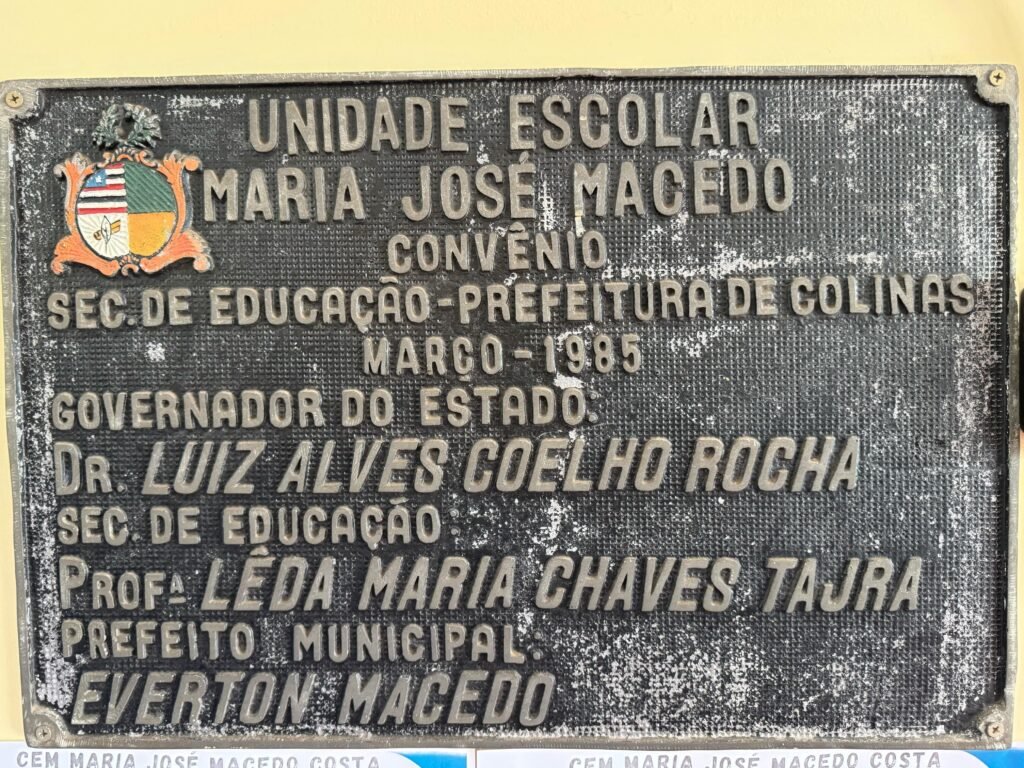 UNIDADE ESCOLAR
MARIA JOSÉ MACEDO
CONVÊNIO
SEC. DE EDUCAÇÃO - PREFEITURA DE COLINAS
MARÇO - 1985
GOVERNADOR DO ESTADO:
DR. LUIZ ALVES COELHO ROCHA
SEC. DE EDUCAÇÃO:
PROFª LÊDA MARIA CHAVES TAJRA
PREFEITO MUNICIPAL:
EVERTON MACEDO
CEM MARIA JOSÉ MACEDO COSTA
CEM MARIA JOSÉ MACEDO COSTA